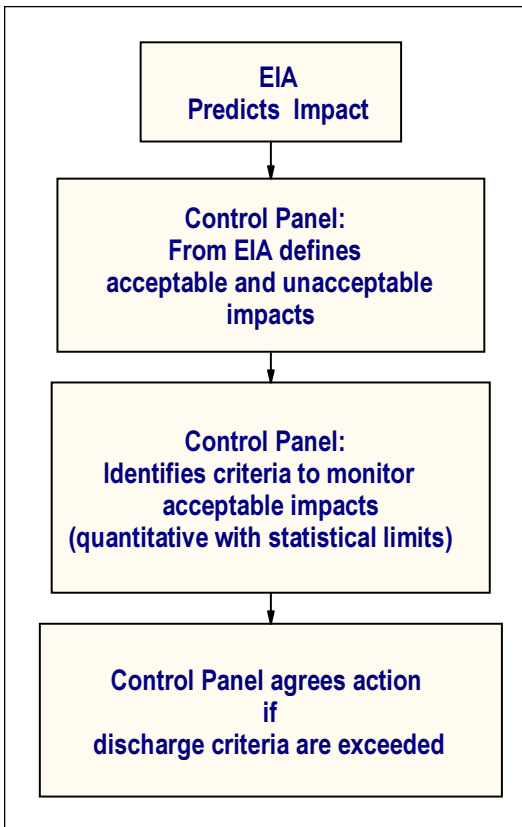 EIA
Predicts Impact
Control Panel:
From EIA defines
acceptable and unacceptable
impacts
Control Panel:
Identifies criteria to monitor
acceptable impacts
(quantitative with statistical limits)
Control Panel agrees action
if
discharge criteria are exceeded